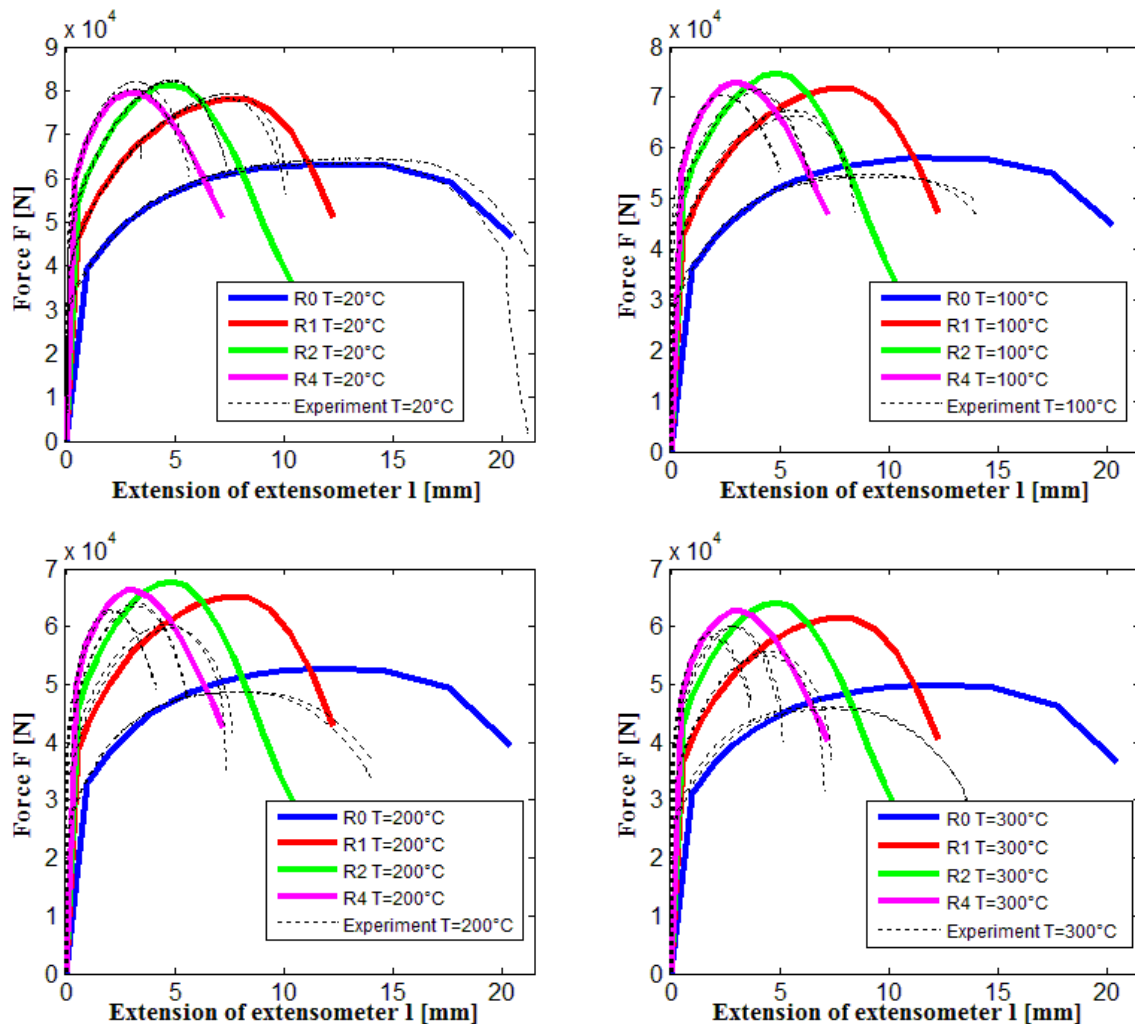 x 10^4
9
8
7
6
5
4
3
2
1
0
Force F [N]
R0 T=20°C
R1 T=20°C
R2 T=20°C
R4 T=20°C
Experiment T=20°C
0 5 10 15 20
Extension of extensometer l [mm]
x 10^4
8
7
6
5
4
3
2
1
0
Force F [N]
R0 T=100°C
R1 T=100°C
R2 T=100°C
R4 T=100°C
Experiment T=100°C
0 5 10 15 20
Extension of extensometer l [mm]
x 10^4
7
6
5
4
3
2
1
0
Force F [N]
R0 T=200°C
R1 T=200°C
R2 T=200°C
R4 T=200°C
Experiment T=200°C
0 5 10 15 20
Extension of extensometer l [mm]
x 10^4
7
6
5
4
3
2
1
0
Force F [N]
R0 T=300°C
R1 T=300°C
R2 T=300°C
R4 T=300°C
Experiment T=300°C
0 5 10 15 20
Extension of extensometer l [mm]